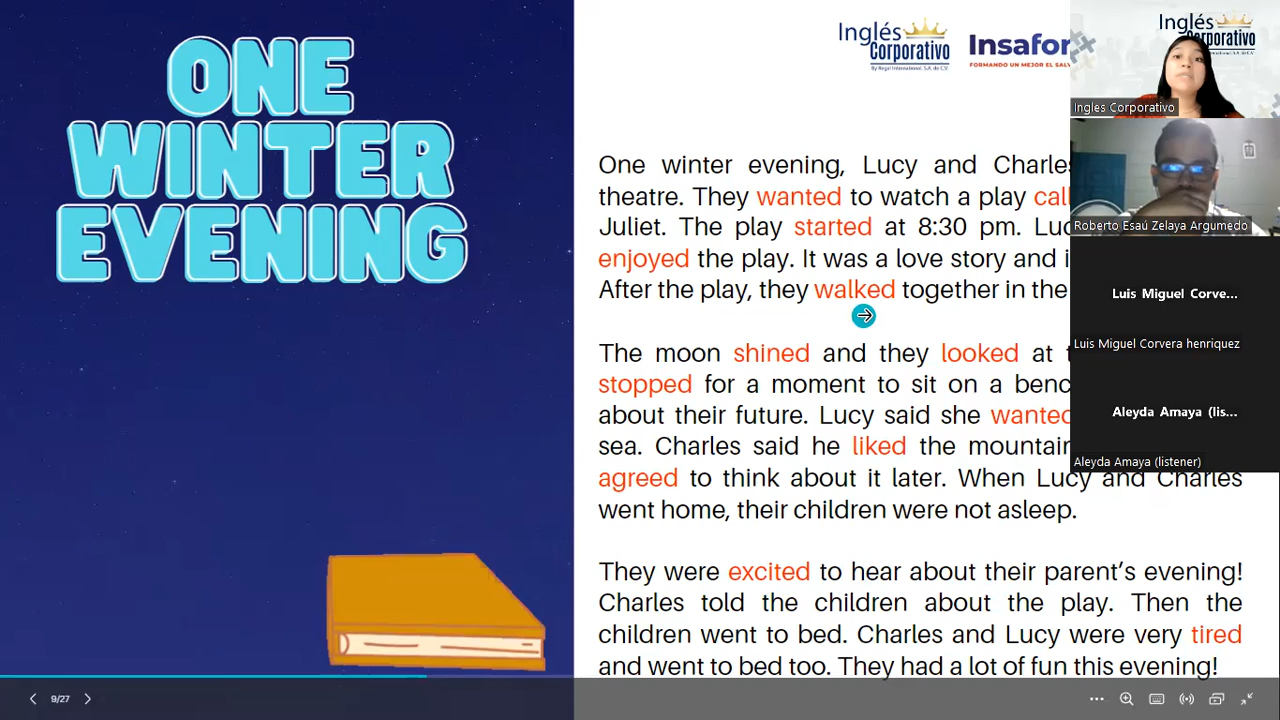 ONE
WINTER
EVENING
Inglés
Corporativo
By Regal International, S.A. de C.V.
Insafor
FORMANDO UN MEJOR EL SALV
One winter evening, Lucy and Charles
theatre. They wanted to watch a play call
Juliet. The play started at 8:30 pm. Luc
enjoyed the play. It was a love story and i
After the play, they walked together in the
The moon shined and they looked at t
stopped for a moment to sit on a benc
about their future. Lucy said she wanted
sea. Charles said he liked the mountain
agreed to think about it later. When Lucy and Charles
went home, their children were not asleep.
They were excited to hear about their parent's evening!
Charles told the children about the play. Then the
children went to bed. Charles and Lucy were very tired
and went to bed too. They had a lot of fun this evening!
Inglés
Corporativo
Ingles Corporativo
Roberto Esaú Zelaya Argumedo
Luis Miguel Corve...
Luis Miguel Corvera henriquez
Aleyda Amaya (lis...
Aleyda Amaya (listener)
9/27